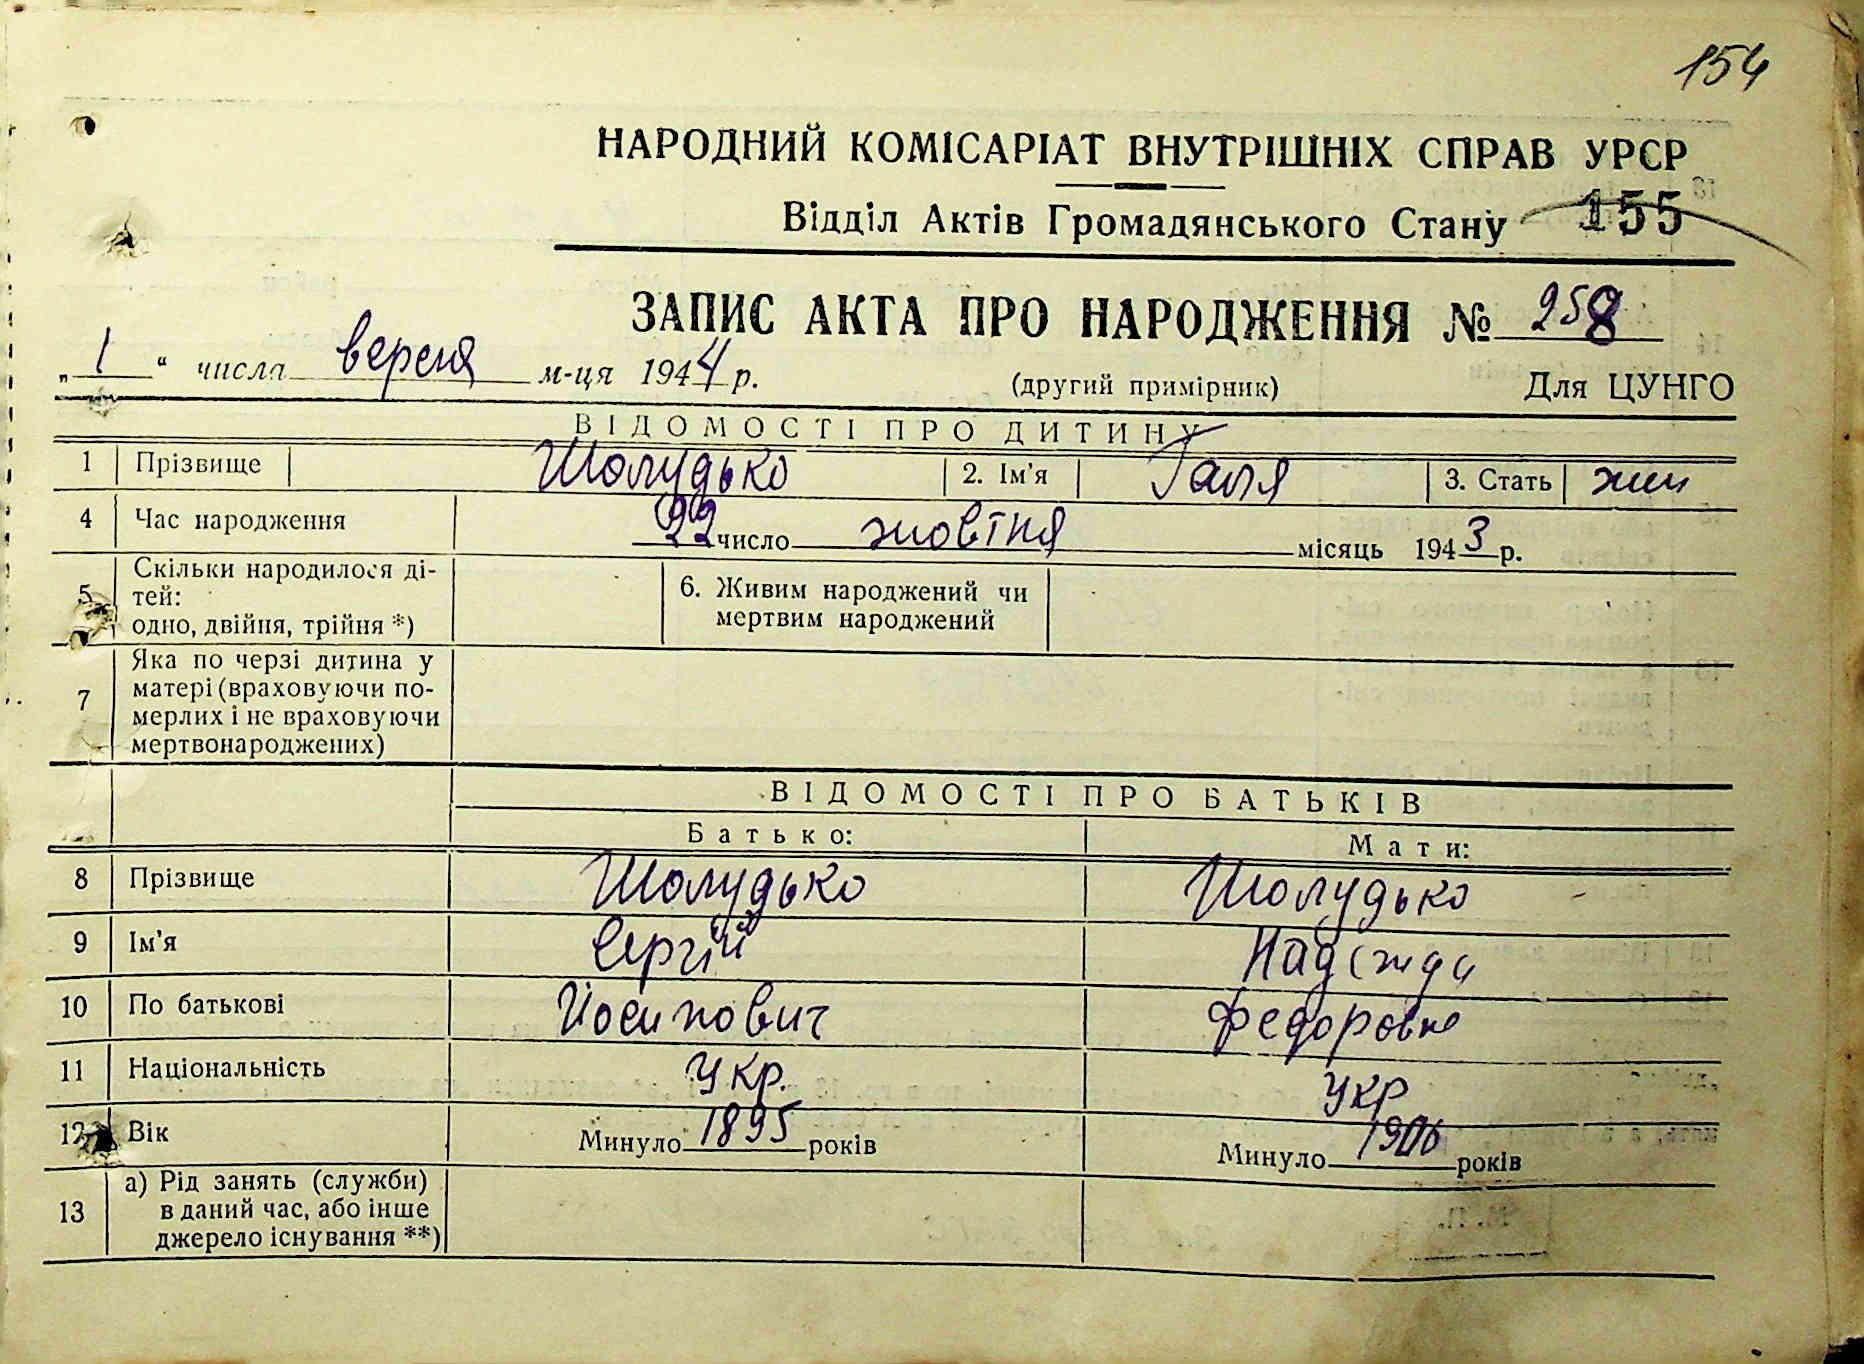 154
НАРОДНИЙ КОМІСАРІАТ ВНУТРІШНІХ СПРАВ УРСР
Відділ Актів Громадянського Стану 155
ЗАПИС АКТА ПРО НАРОДЖЕННЯ № 258
„1“ числа вересня м-ця 1944 р. (другий примірник) Для ЦУНГО
ВІДОМОСТІ ПРО ДИТИНУ
1 Прізвище Шолудько 2. Ім'я Галя 3. Стать жин
4 Час народження 22 число жовтня місяць 1943 р.
5 Скільки народилося ді-
тей:
одно, двійня, трійня *)
6. Живим народжений чи
мертвим народжений
7 Яка по черзі дитина у
матері (враховуючи по-
мерлих і не враховуючи
мертвонароджених)
ВІДОМОСТІ ПРО БАТЬКІВ
Батько: Мати:
8 Прізвище Шолудько Шолудько
9 Ім'я Сергій Надежда
10 По батькові Йосипович Федоровна
11 Національність Укр. Укр
12 Вік Минуло 1895 років Минуло 1906 років
13 а) Рід занять (служби)
в даний час, або інше
джерело існування **)